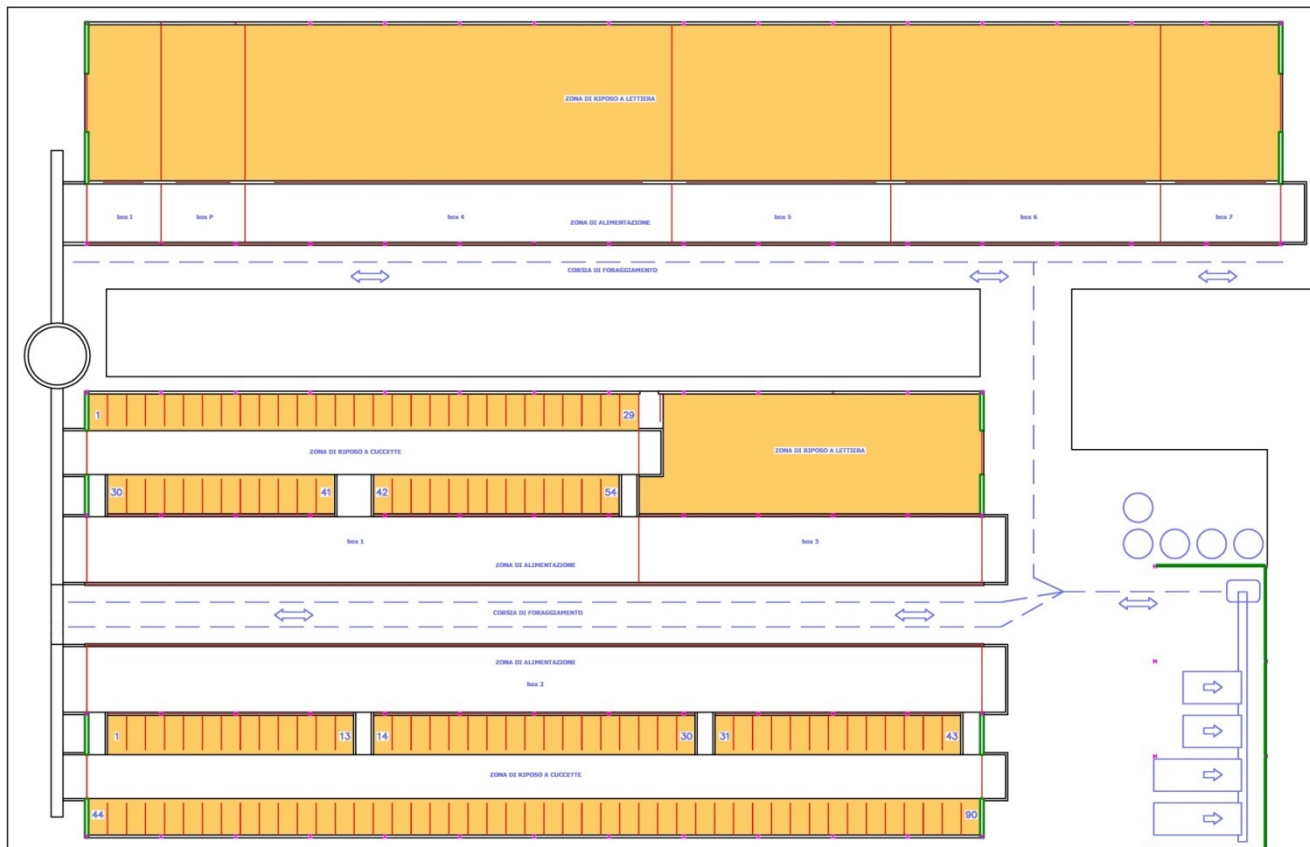 ZONA DI RIPOSO A LETTIERA
box I
box P
box 4
ZONA DI ALIMENTAZIONE
box 5
box 6
box 7
CORSIA DI FORAGGIAMENTO
1
29
ZONA DI RIPOSO A CUCCETTE
ZONA DI RIPOSO A LETTIERA
30
41
42
54
box 1
box 3
ZONA DI ALIMENTAZIONE
CORSIA DI FORAGGIAMENTO
ZONA DI ALIMENTAZIONE
box 2
1
13
14
30
31
43
ZONA DI RIPOSO A CUCCETTE
44
90